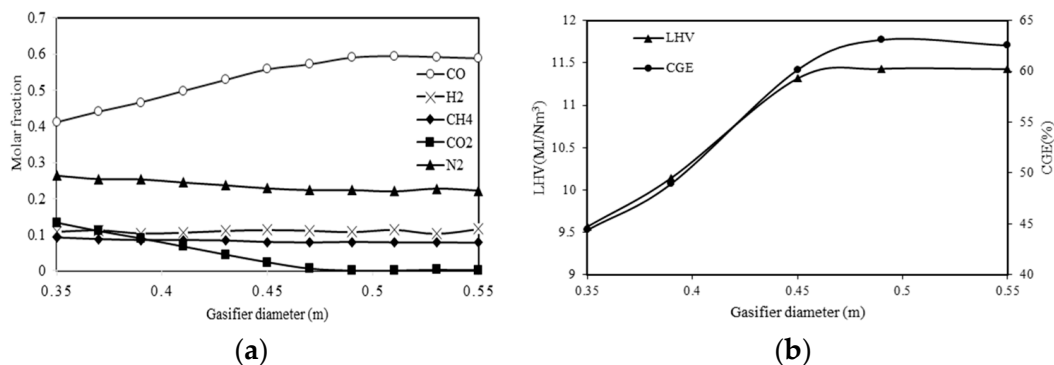 0.7
0.6
0.5
0.4
0.3
0.2
0.1
0
Molar fraction
CO
H2
CH4
CO2
N2
0.35
0.4
0.45
0.5
0.55
Gasifier diameter (m)
(a)
12
11.5
11
10.5
10
9.5
9
LHV(MJ/Nm³)
LHV
CGE
65
60
55
50
45
40
CGE(%)
0.35
0.4
0.45
0.5
0.55
Gasifier diameter (m)
(b)